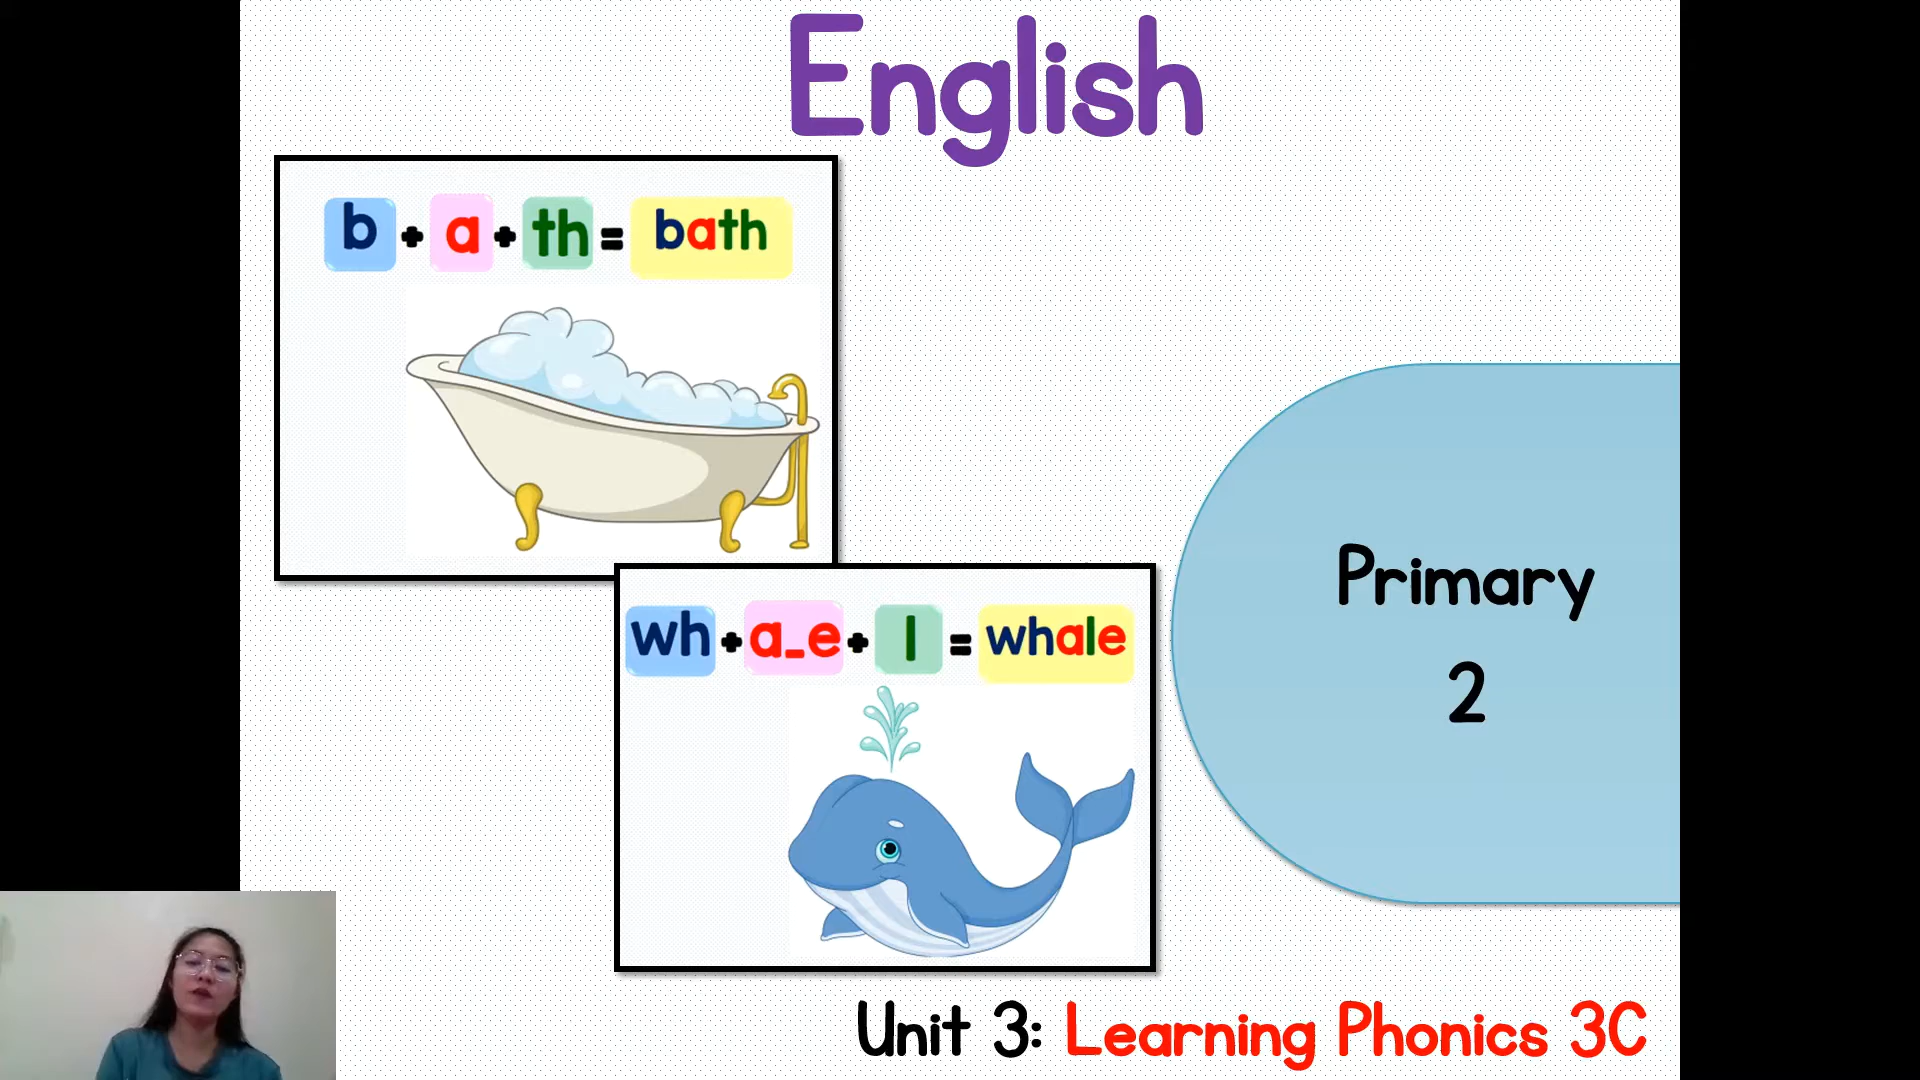 English
b + a + th = bath
wh + a_e + l = whale
Primary
2
Unit 3: Learning Phonics 3C